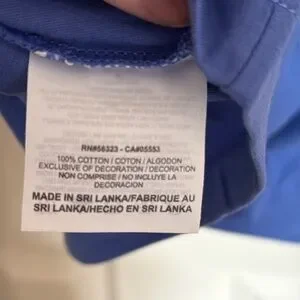 RN#56323 - CA#05553
100% COTTON / COTON / ALGODON
EXCLUSIVE OF DECORATION / DECORATION
NON COMPRISE / NO INCLUYE LA
DECORACION
MADE IN SRI LANKA/FABRIQUE AU
SRI LANKA/HECHO EN SRI LANKA